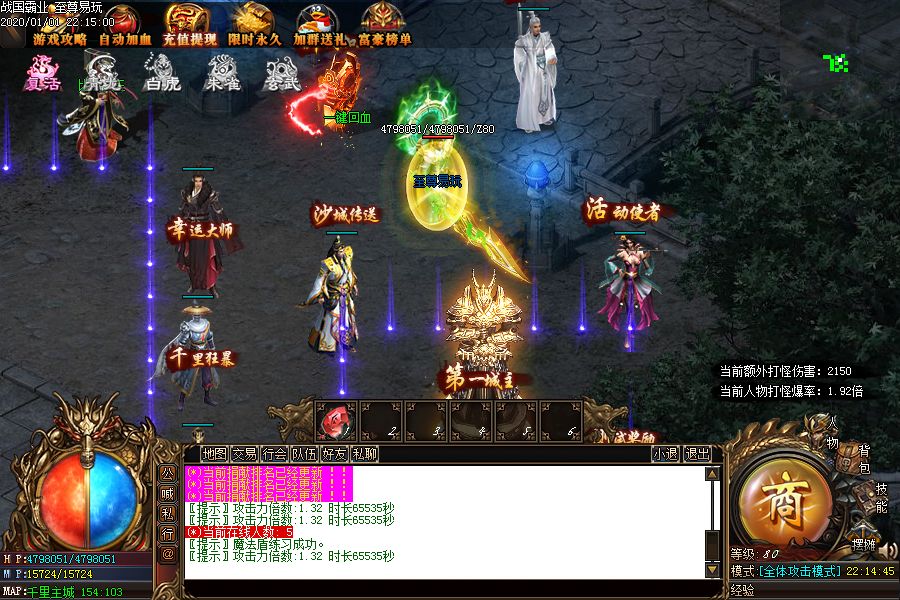 战国霸业 至尊易玩
2020/01/01 22:15:00
游戏攻略 自动加血 充值提现 限时永久 加群送礼 富豪榜单
复活 青龙 白虎 朱雀 玄武
一键回血
4798051/4798051/Z80
至尊易玩
幸运大师
沙城传送
活动使者
千里狂暴
第一城主
当前额外打怪伤害：2150
当前人物打怪爆率：1.92倍
1 2 3 4 5 6
人物
背包
技能
摆摊
地图 交易 行会 队伍 好友 私聊
小退 退出
公
喊
私
行
@
(*)当前捐献排名已经更新！！！
(*)当前捐献排名已经更新！！！
(*)当前捐献排名已经更新！！！
〖提示〗攻击力倍数:1.32 时长65535秒
〖提示〗攻击力倍数:1.32 时长65535秒
(*)当前在线人数：5
〖提示〗魔法盾练习成功。
〖提示〗攻击力倍数:1.32 时长65535秒
商
HP:4798051/4798051
MP:15724/15724
MAP:千里主城 154:103
等级: 80
模式:[全体攻击模式] 22:14:45
经验